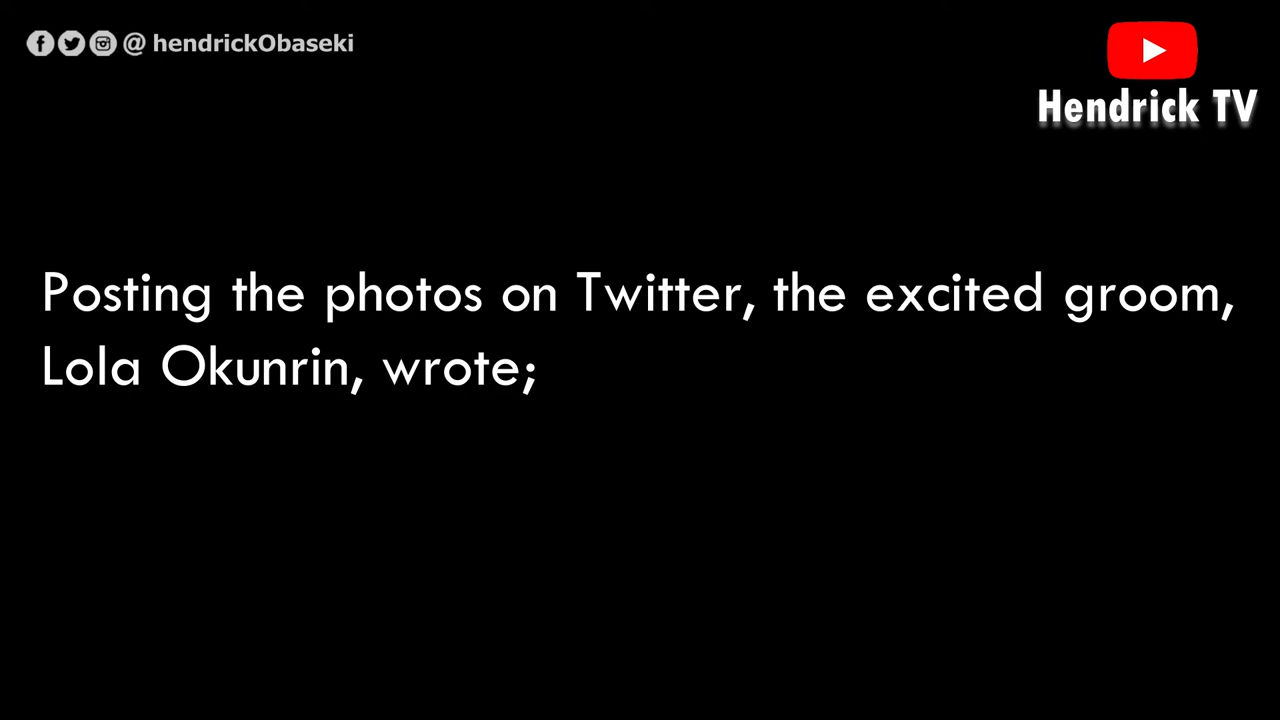 @ hendrickObaseki
Hendrick TV
Posting the photos on Twitter, the excited groom,
Lola Okunrin, wrote;